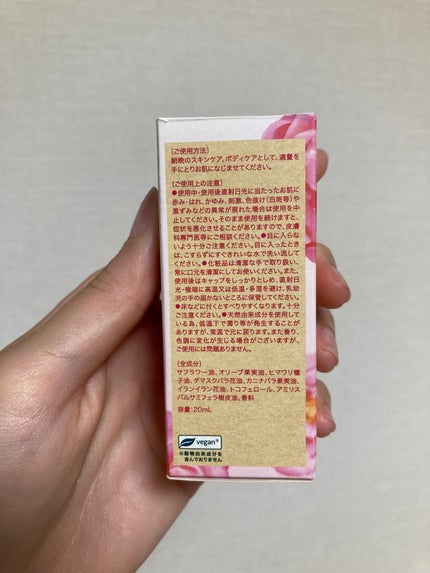 〔ご使用方法〕
朝晩のスキンケア、ボディケアとして、適量を
手にとりお肌になじませてください。
〔ご使用上の注意〕
●使用中・使用後直射日光に当たったお肌に
赤み・はれ、かゆみ、刺激、色抜け(白斑等)や
黒ずみなどの異常が現れた場合は使用を中
止してください。そのまま使用を続けますと、
症状を悪化させることがありますので、皮膚
科専門医等にご相談ください。●目に入らな
いよう十分ご注意ください。目に入ったとき
は、こすらずにすぐきれいな水で洗い流して
ください。●化粧品は清潔な手で取り扱い、
常に口元を清潔にしてお使いください。また、
使用後はキャップをしっかりとしめ、直射日
光・極端に高温又は低温・多湿を避け、乳幼
児の手の届かないところに保管してください。
●床などに付くとすべりやすくなります。十分
ご注意ください。●天然由来成分を使用して
いる為、低温下で濁り等が発生することがあ
りますが、常温で元に戻ります。また香り、
色調に変化が生じる場合がございますが、
ご使用には問題ありません。
〔全成分〕
サフラワー油、オリーブ果実油、ヒマワリ種
子油、ダマスクバラ花油、カニナバラ果実油、
イランイラン花油、トコフェロール、アミリス
バルサミフェラ樹皮油、香料
容量:20mL
vegan※
※動物由来成分を
含んでおりません